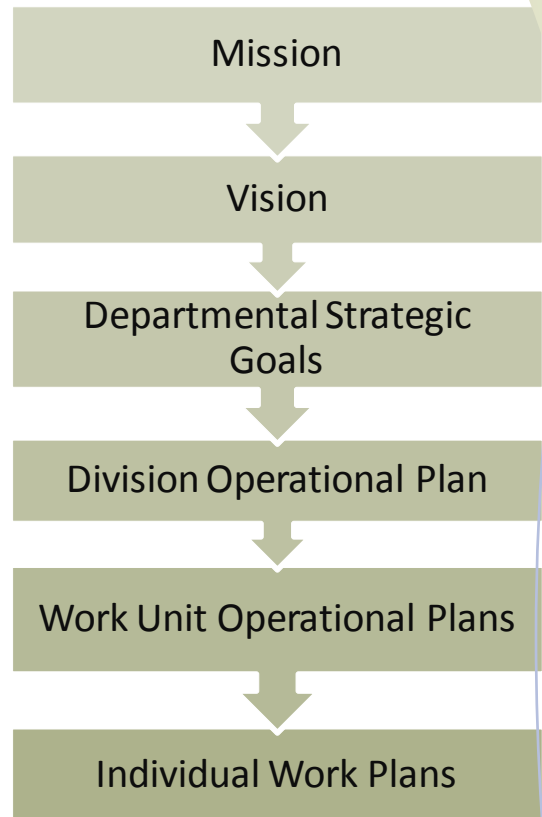 Mission
Vision
Departmental Strategic
Goals
Division Operational Plan
Work Unit Operational Plans
Individual Work Plans